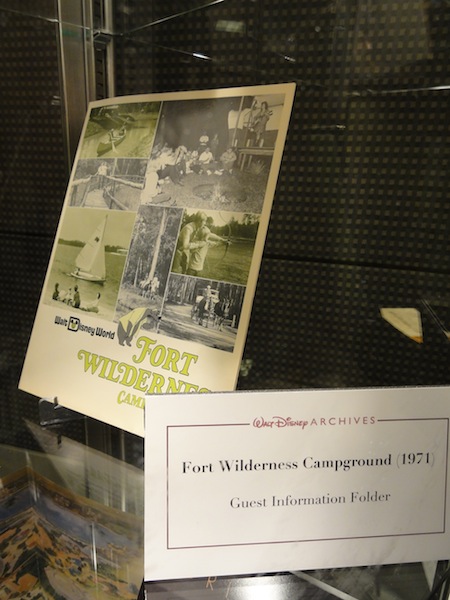 Walt Disney World
FORT
WILDERNESS
WALT DISNEY ARCHIVES
Fort Wilderness Campground (1971)
Guest Information Folder